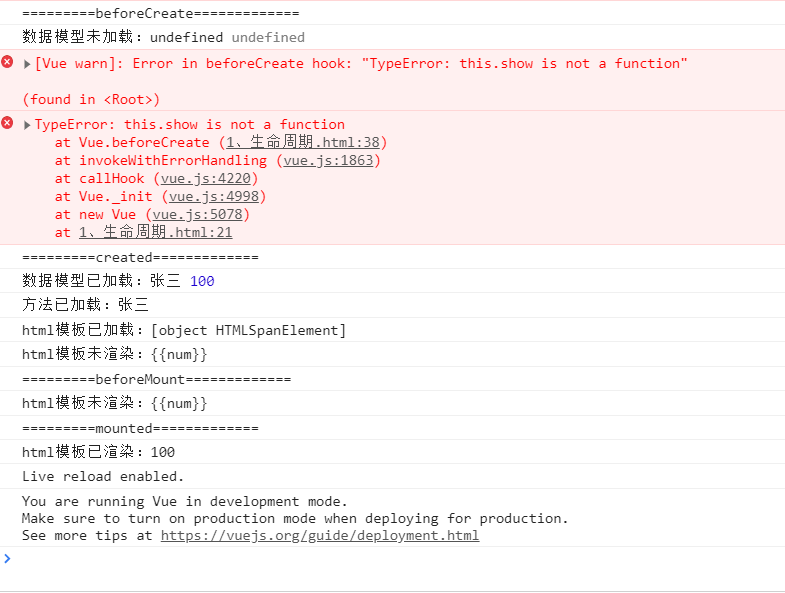 =========beforeCreate=============
数据模型未加载：undefined undefined
[Vue warn]: Error in beforeCreate hook: "TypeError: this.show is not a function"
(found in <Root>)
TypeError: this.show is not a function
at Vue.beforeCreate (1、生命周期.html:38)
at invokeWithErrorHandling (vue.js:1863)
at callHook (vue.js:4220)
at Vue._init (vue.js:4998)
at new Vue (vue.js:5078)
at 1、生命周期.html:21
=========created=============
数据模型已加载：张三 100
方法已加载：张三
html模板已加载：[object HTMLSpanElement]
html模板未渲染：{{num}}
=========beforeMount=============
html模板未渲染：{{num}}
=========mounted=============
html模板已渲染：100
Live reload enabled.
You are running Vue in development mode.
Make sure to turn on production mode when deploying for production.
See more tips at https://vuejs.org/guide/deployment.html